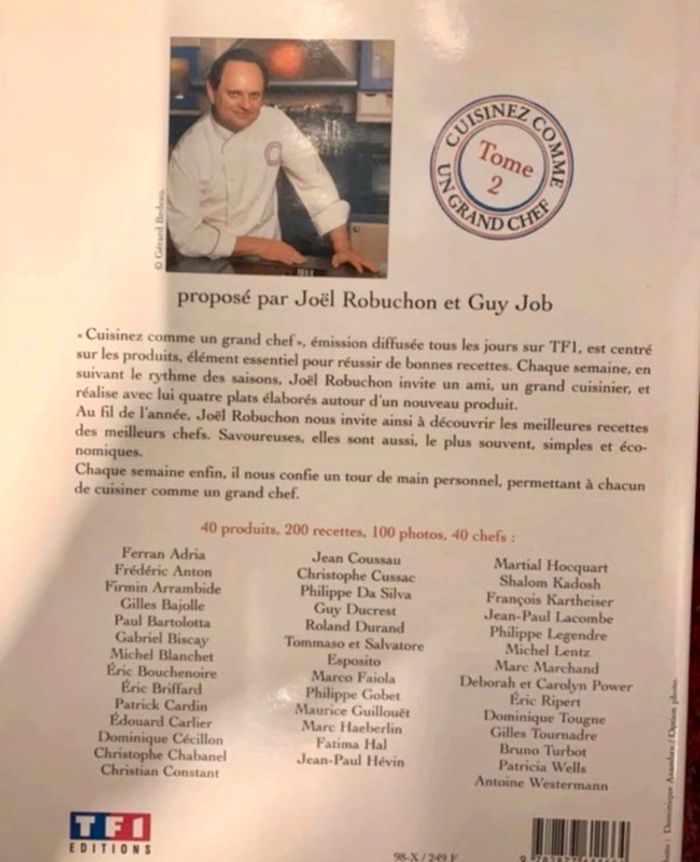 © Gérard Bedeau.
CUISINEZ COMME
UN GRAND CHEF
Tome
2
proposé par Joël Robuchon et Guy Job
« Cuisinez comme un grand chef », émission diffusée tous les jours sur TF1, est centré
sur les produits, élément essentiel pour réussir de bonnes recettes. Chaque semaine, en
suivant le rythme des saisons, Joël Robuchon invite un ami, un grand cuisinier, et
réalise avec lui quatre plats élaborés autour d'un nouveau produit.
Au fil de l'année, Joël Robuchon nous invite ainsi à découvrir les meilleures recettes
des meilleurs chefs. Savoureuses, elles sont aussi, le plus souvent, simples et éco-
nomiques.
Chaque semaine enfin, il nous confie un tour de main personnel, permettant à chacun
de cuisiner comme un grand chef.
40 produits, 200 recettes, 100 photos, 40 chefs :
Ferran Adria
Frédéric Anton
Firmin Arrambide
Gilles Bajolle
Paul Bartolotta
Gabriel Biscay
Michel Blanchet
Éric Bouchenoire
Éric Briffard
Patrick Cardin
Édouard Carlier
Dominique Cécillon
Christophe Chabanel
Christian Constant
Jean Coussau
Christophe Cussac
Philippe Da Silva
Guy Ducrest
Roland Durand
Tommaso et Salvatore
Esposito
Marco Faiola
Philippe Gobet
Maurice Guillouët
Marc Haeberlin
Fatima Hal
Jean-Paul Hévin
Martial Hocquart
Shalom Kadosh
François Kartheiser
Jean-Paul Lacombe
Philippe Legendre
Michel Lentz
Marc Marchand
Deborah et Carolyn Power
Éric Ripert
Dominique Tougne
Gilles Tournadre
Bruno Turbot
Patricia Wells
Antoine Westermann
TF1
EDITIONS
98-X / 249 F
: Dominique / Option photo.